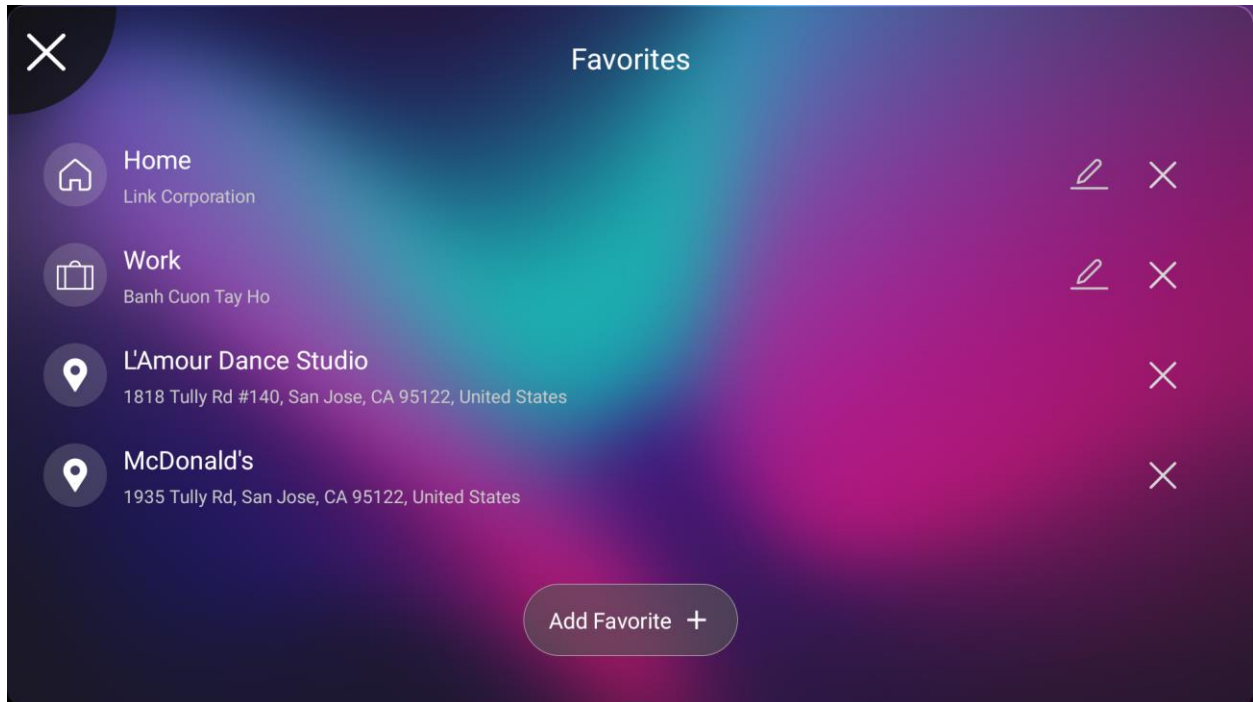 Favorites
Home
Link Corporation
Work
Banh Cuon Tay Ho
L'Amour Dance Studio
1818 Tully Rd #140, San Jose, CA 95122, United States
McDonald's
1935 Tully Rd, San Jose, CA 95122, United States
Add Favorite +